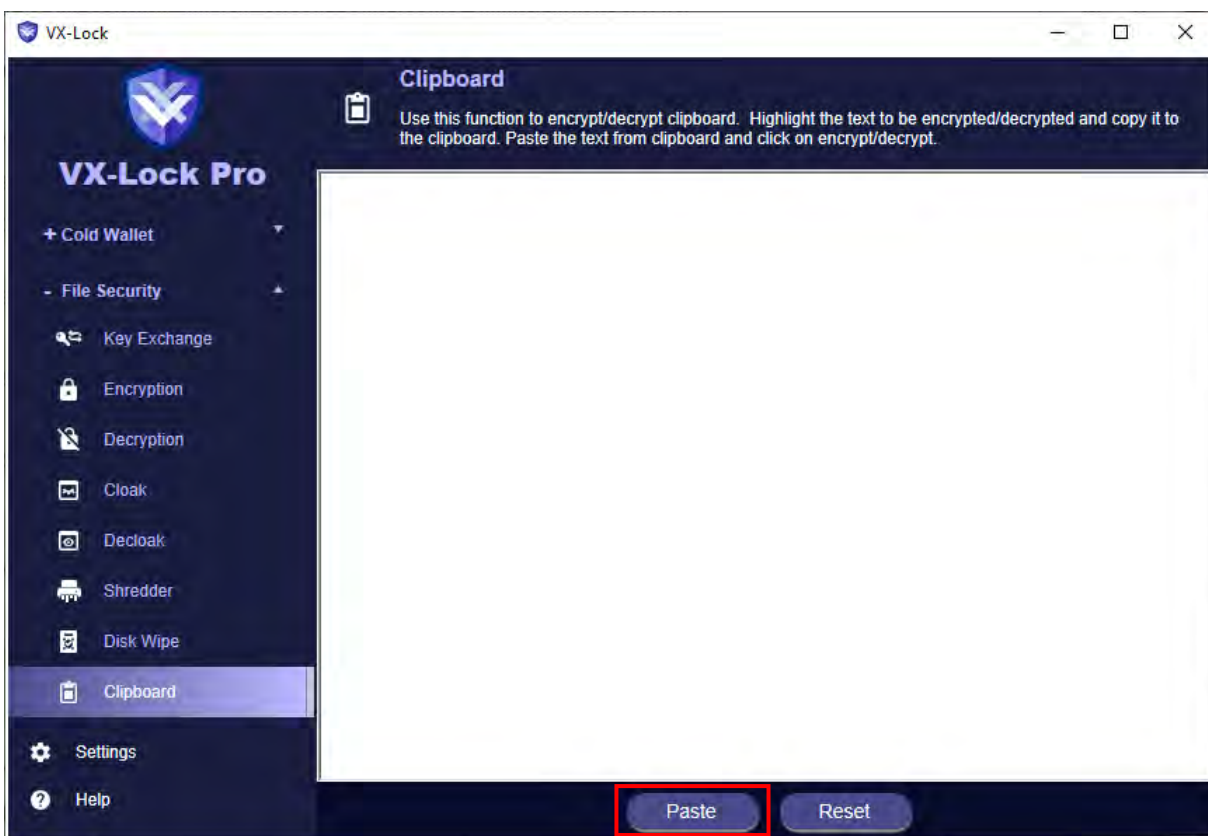 VX-Lock
VX-Lock Pro
+ Cold Wallet
- File Security
Key Exchange
Encryption
Decryption
Cloak
Decloak
Shredder
Disk Wipe
Clipboard
Settings
Help
Clipboard
Use this function to encrypt/decrypt clipboard. Highlight the text to be encrypted/decrypted and copy it to
the clipboard. Paste the text from clipboard and click on encrypt/decrypt.
Paste
Reset